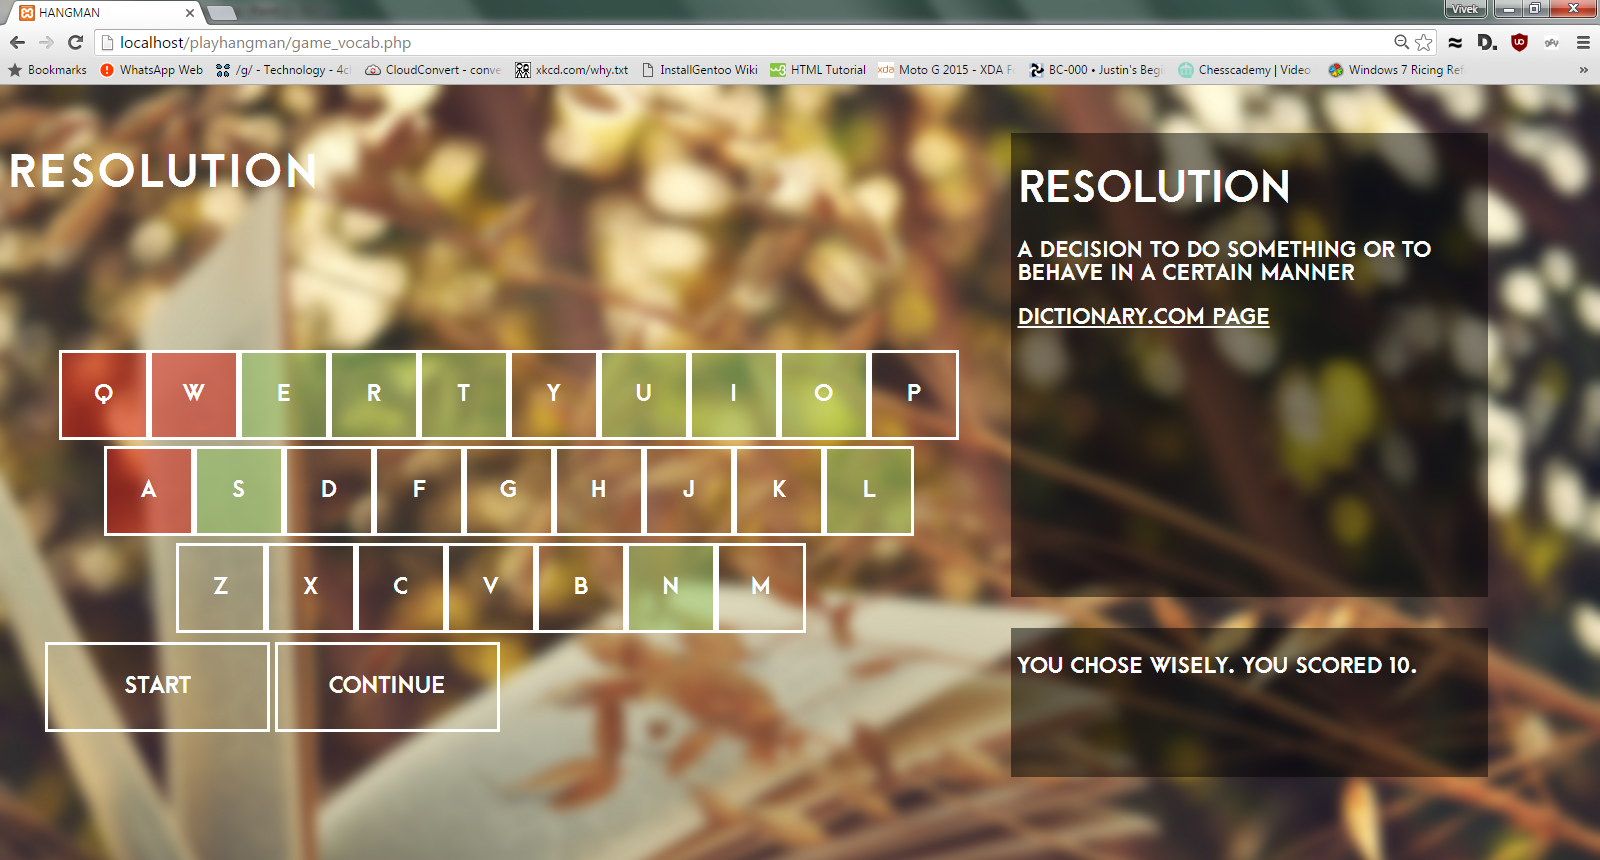 HANGMAN
Vivek
localhost/playhangman/game_vocab.php
Bookmarks WhatsApp Web /g/ - Technology - 4c CloudConvert - conve xkcd.com/why.txt InstallGentoo Wiki HTML Tutorial Moto G 2015 - XDA F BC-000 • Justin's Begi Chesscademy | Video Windows 7 Ricing Ref »
RESOLUTION
Q W E R T Y U I O P
A S D F G H J K L
Z X C V B N M
START CONTINUE
RESOLUTION
A DECISION TO DO SOMETHING OR TO
BEHAVE IN A CERTAIN MANNER
DICTIONARY.COM PAGE
YOU CHOSE WISELY. YOU SCORED 10.